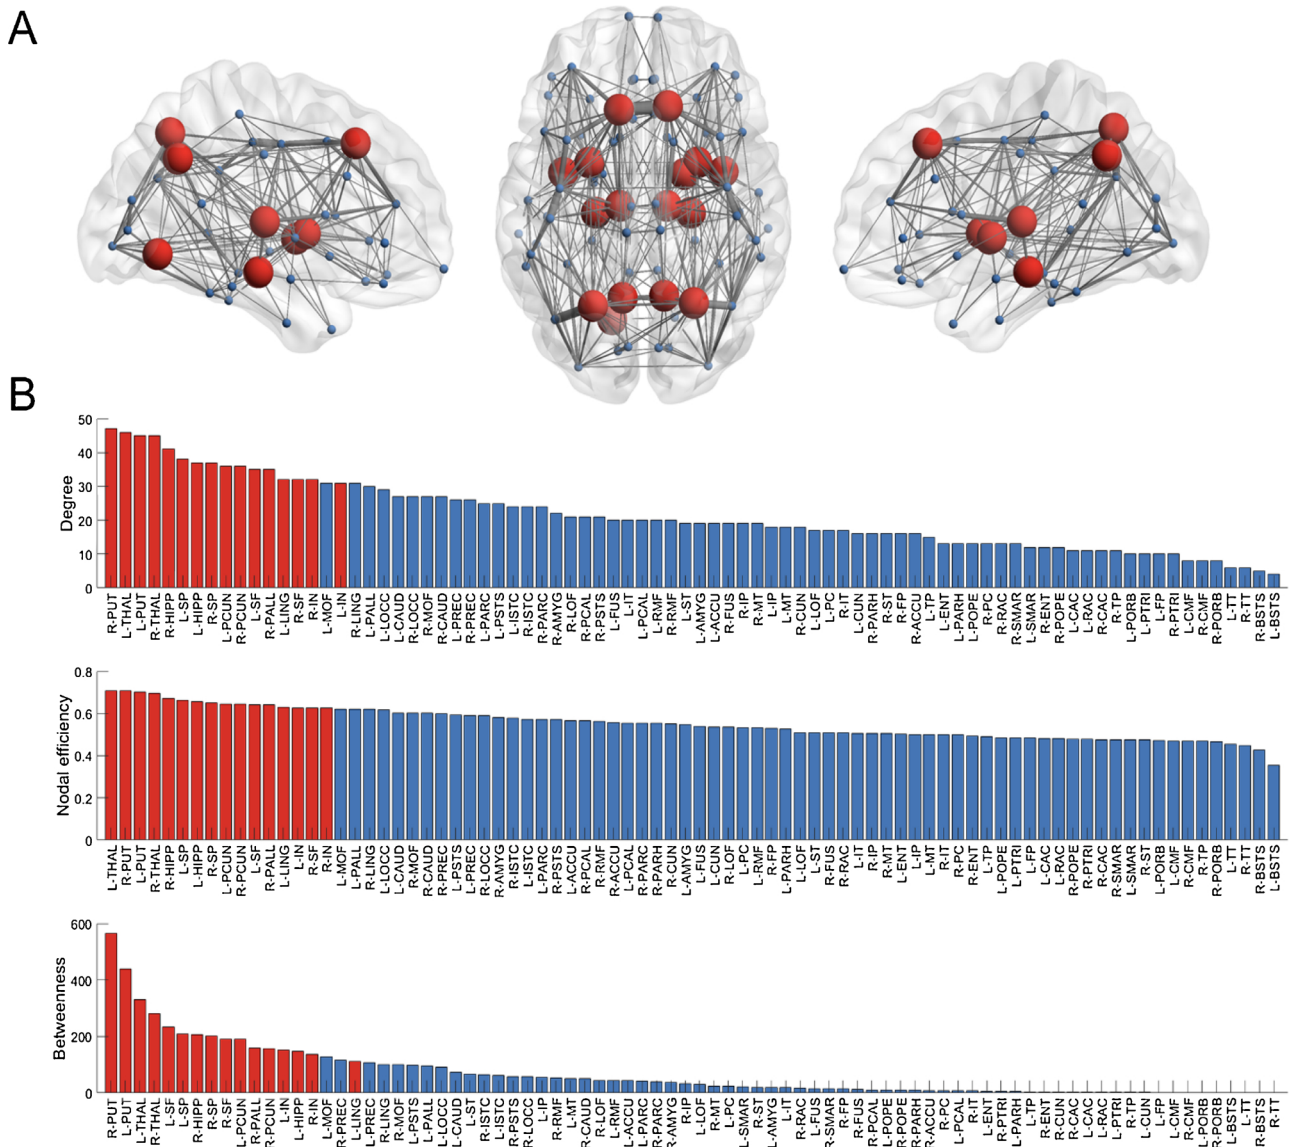 A
B
50
40
30
20
10
0
Degree
R-PUT L-THAL L-PUT R-THAL R-HIPP L-SP L-HIPP R-SP L-PCUN R-PCUN L-SF R-PALL L-LING R-SF R-IN L-MOF L-IN R-LING L-PALL L-LOCC L-CAUD R-LOCC R-MOF R-CAUD L-PREC R-PREC L-PARC L-PSTS L-ISTC R-ISTC R-PARC R-AMYG R-LOF R-PCAL R-PSTS L-FUS L-IT L-PCAL L-RMF R-RMF L-ST L-AMYG L-ACCU R-FUS R-IP R-MT L-IP L-MT R-CUN L-LOF L-PC R-IT L-CUN R-PARH R-ST R-FP R-ACCU L-TP L-ENT L-PARH L-POPE R-PC R-RAC R-SMAR L-SMAR R-ENT R-POPE L-CAC L-RAC R-CAC R-TP L-PORB L-PTRI L-FP R-PTRI L-CMF R-CMF R-PORB L-TT R-TT R-BSTS L-BSTS
0.8
0.6
0.4
0.2
0
Nodal efficiency
L-THAL R-PUT L-PUT R-THAL R-HIPP L-SP L-HIPP R-SP L-PCUN R-PCUN L-SF R-PALL L-LING L-IN R-SF R-IN L-MOF L-PALL R-LING L-LOCC L-CAUD R-MOF R-CAUD R-PREC L-PSTS L-PREC R-LOCC R-AMYG R-ISTC L-ISTC L-PARC R-PSTS L-ACCU R-PCAL R-RMF R-ACCU L-PCAL R-PARC R-PARH R-CUN L-AMYG L-FUS L-CUN R-LOF L-PC L-RMF R-FP L-PARH L-LOF L-ST R-FUS R-RAC L-IT R-IP R-MT L-ENT L-IP L-MT R-IT R-PC R-ENT L-TP L-POPE L-PTRI L-FP L-CAC L-RAC R-POPE R-PTRI R-CAC R-SMAR L-SMAR R-ST L-PORB L-CMF R-CMF R-TP R-PORB L-TT R-TT R-BSTS L-BSTS
600
400
200
0
Betweenness
R-PUT L-PUT L-THAL R-THAL L-SF L-SP R-HIPP R-SP R-SF L-PCUN R-PALL R-PCUN L-IN L-HIPP R-IN L-MOF R-PREC L-LING L-PREC R-LING R-MOF L-PSTS L-PALL L-LOCC L-CAUD L-ST R-ISTC L-ISTC R-PSTS R-LOCC L-IP R-RMF L-MT R-CAUD R-LOF L-RMF L-ACCU L-PARC R-PARC R-AMYG R-IP L-LOF R-MT L-PC L-SMAR R-ST L-AMYG L-IT R-RAC L-FUS R-SMAR R-FP R-FUS R-PCAL L-POPE R-POPE R-PARH R-ACCU R-PC L-PCAL R-IT L-ENT R-PTRI L-PARH L-TP R-ENT R-CUN R-CAC L-CAC L-RAC L-PTRI R-TP L-CUN L-FP L-CMF R-CMF L-PORB R-PORB L-BSTS L-TT R-BSTS R-TT